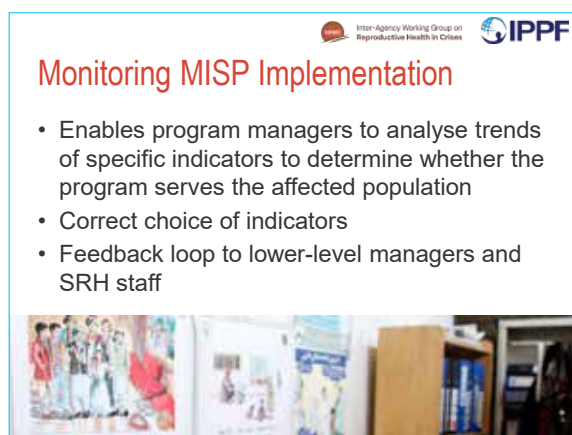 Inter-Agency Working Group on
Reproductive Health in Crises
IPPF
Monitoring MISP Implementation
• Enables program managers to analyse trends
of specific indicators to determine whether the
program serves the affected population
• Correct choice of indicators
• Feedback loop to lower-level managers and
SRH staff